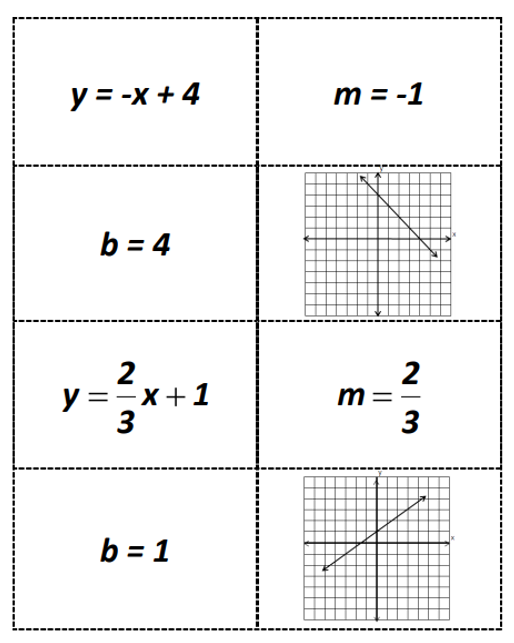 y = -x + 4
m = -1
b = 4
y
x
y = 2/3 x + 1
m = 2/3
b = 1
y
x